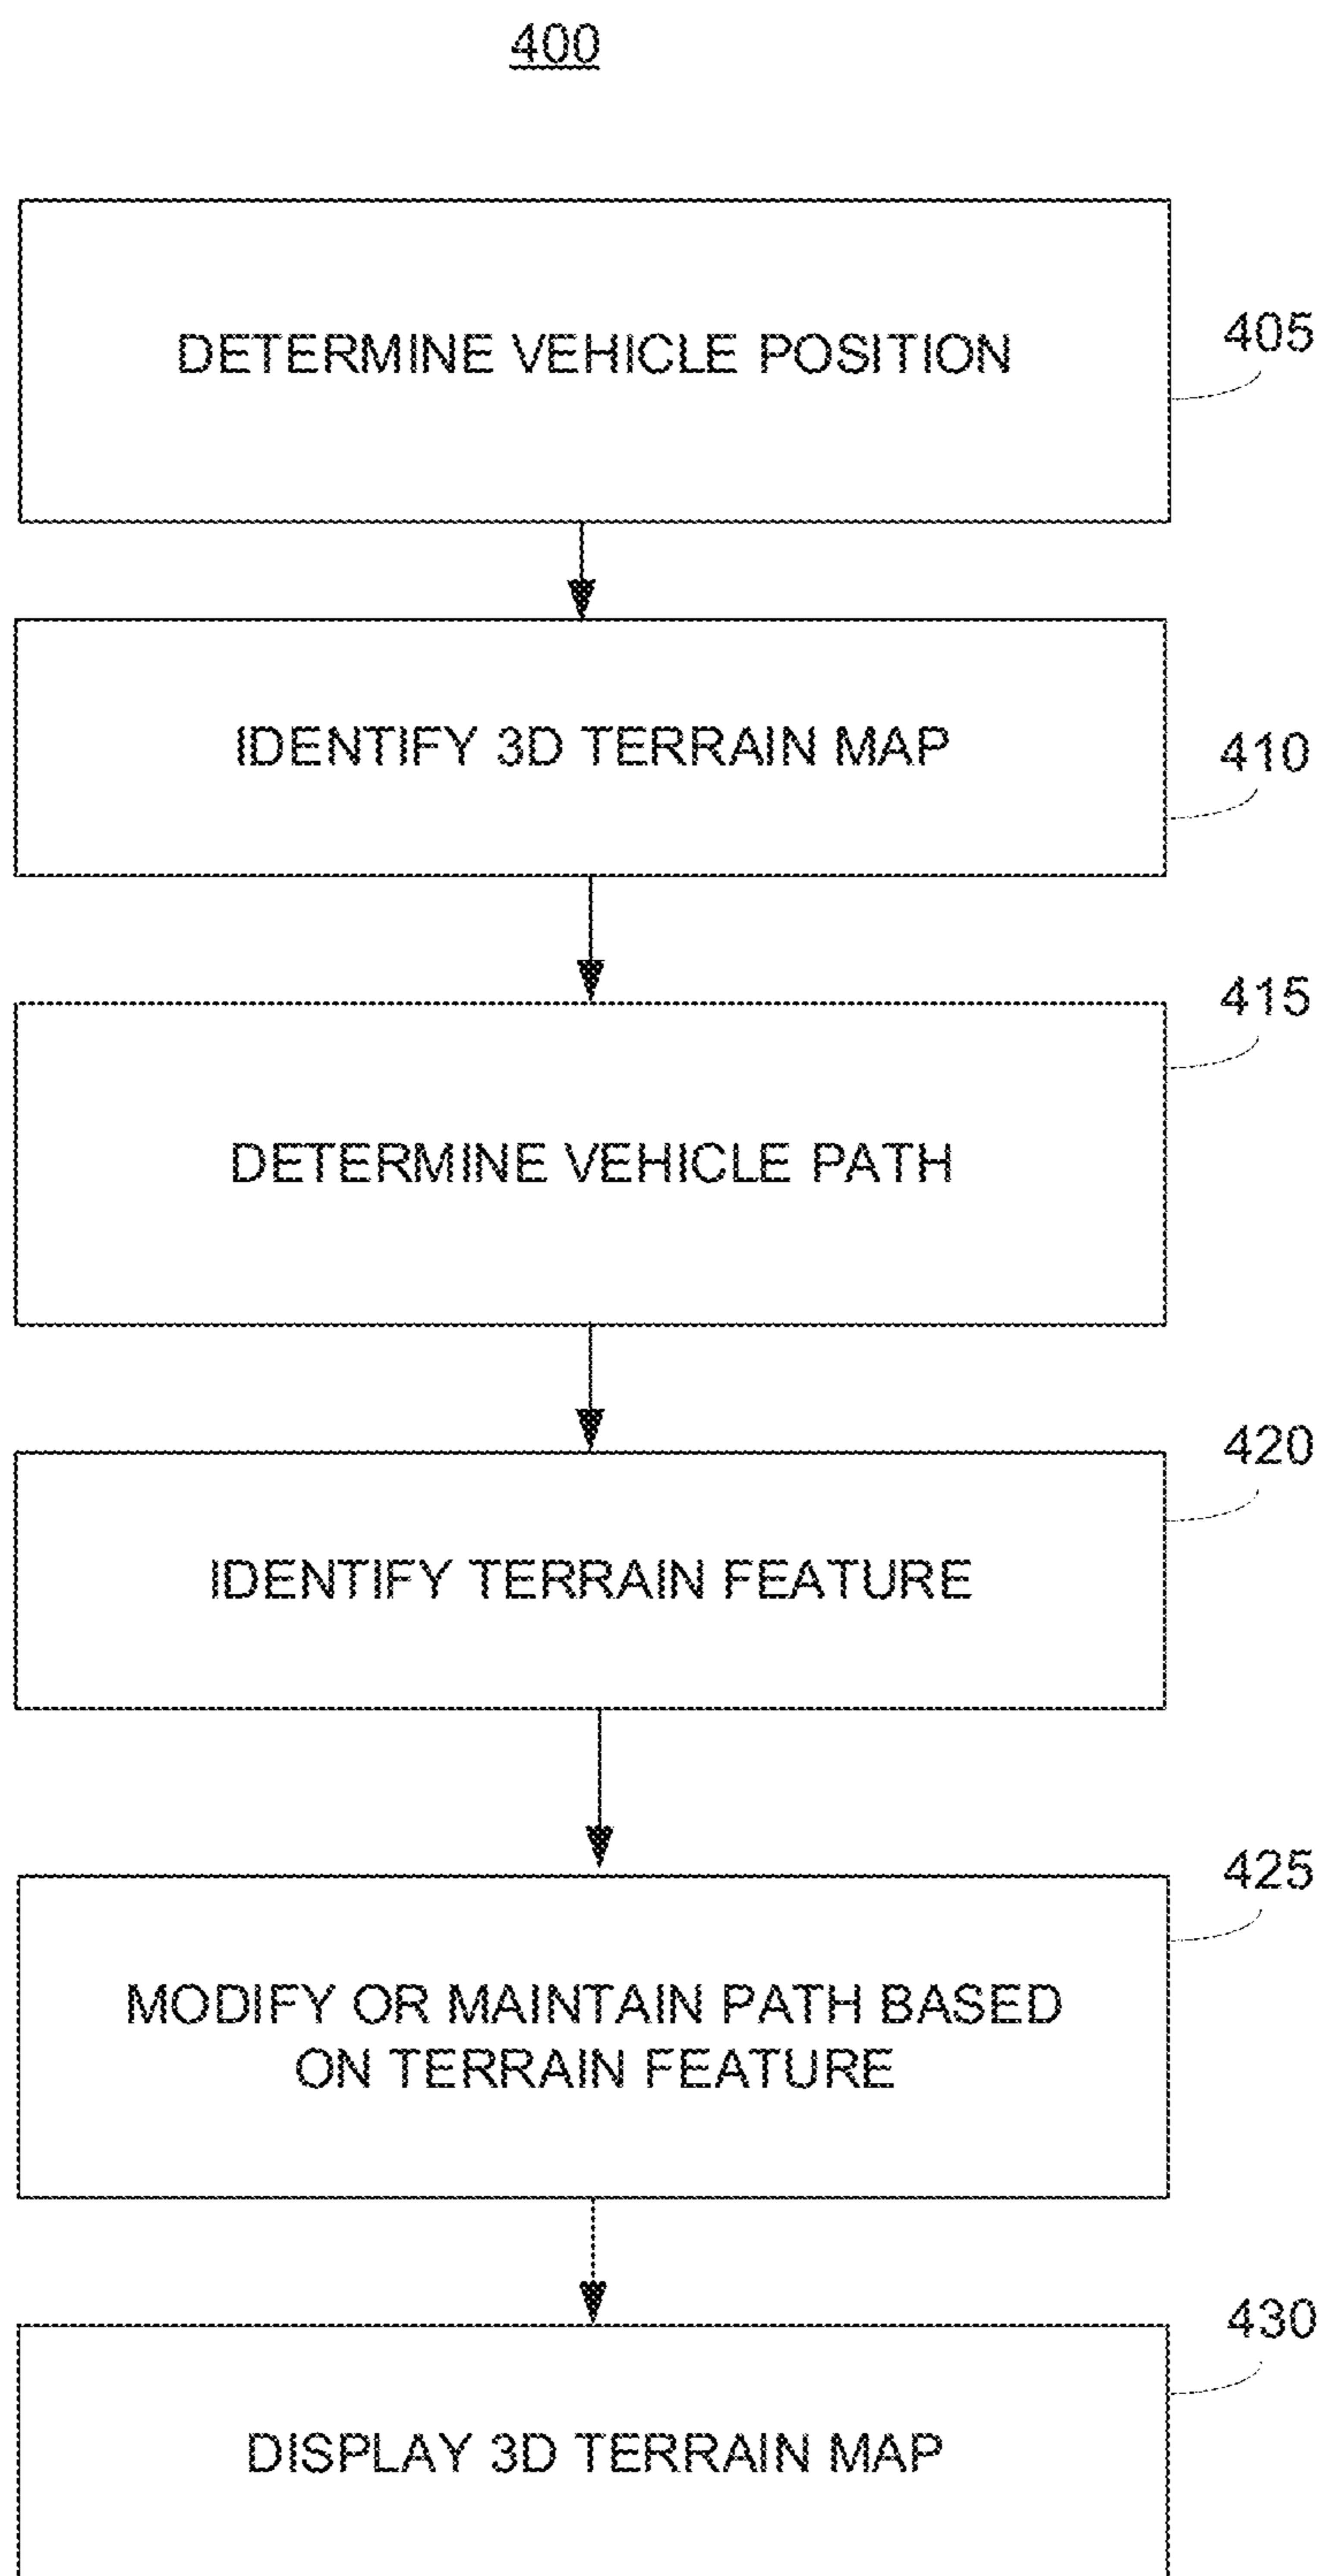 400
DETERMINE VEHICLE POSITION
405
IDENTIFY 3D TERRAIN MAP
410
415
DETERMINE VEHICLE PATH
420
IDENTIFY TERRAIN FEATURE
425
MODIFY OR MAINTAIN PATH BASED
ON TERRAIN FEATURE
430
DISPLAY 3D TERRAIN MAP